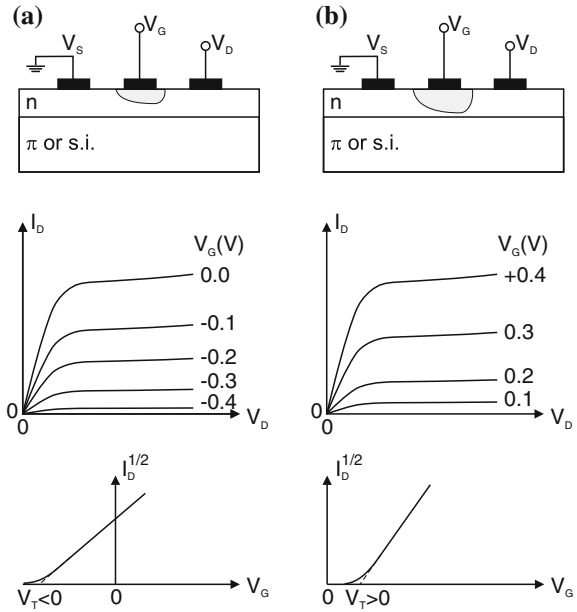 (a)
V_G
V_S
V_D
n
π or s.i.
I_D
V_G(V)
0.0
-0.1
-0.2
-0.3
-0.4
0
0
V_D
I_D^1/2
V_T<0
0
V_G
(b)
V_G
V_S
V_D
n
π or s.i.
I_D
V_G(V)
+0.4
0.3
0.2
0.1
0
0
V_D
I_D^1/2
0
V_T>0
V_G